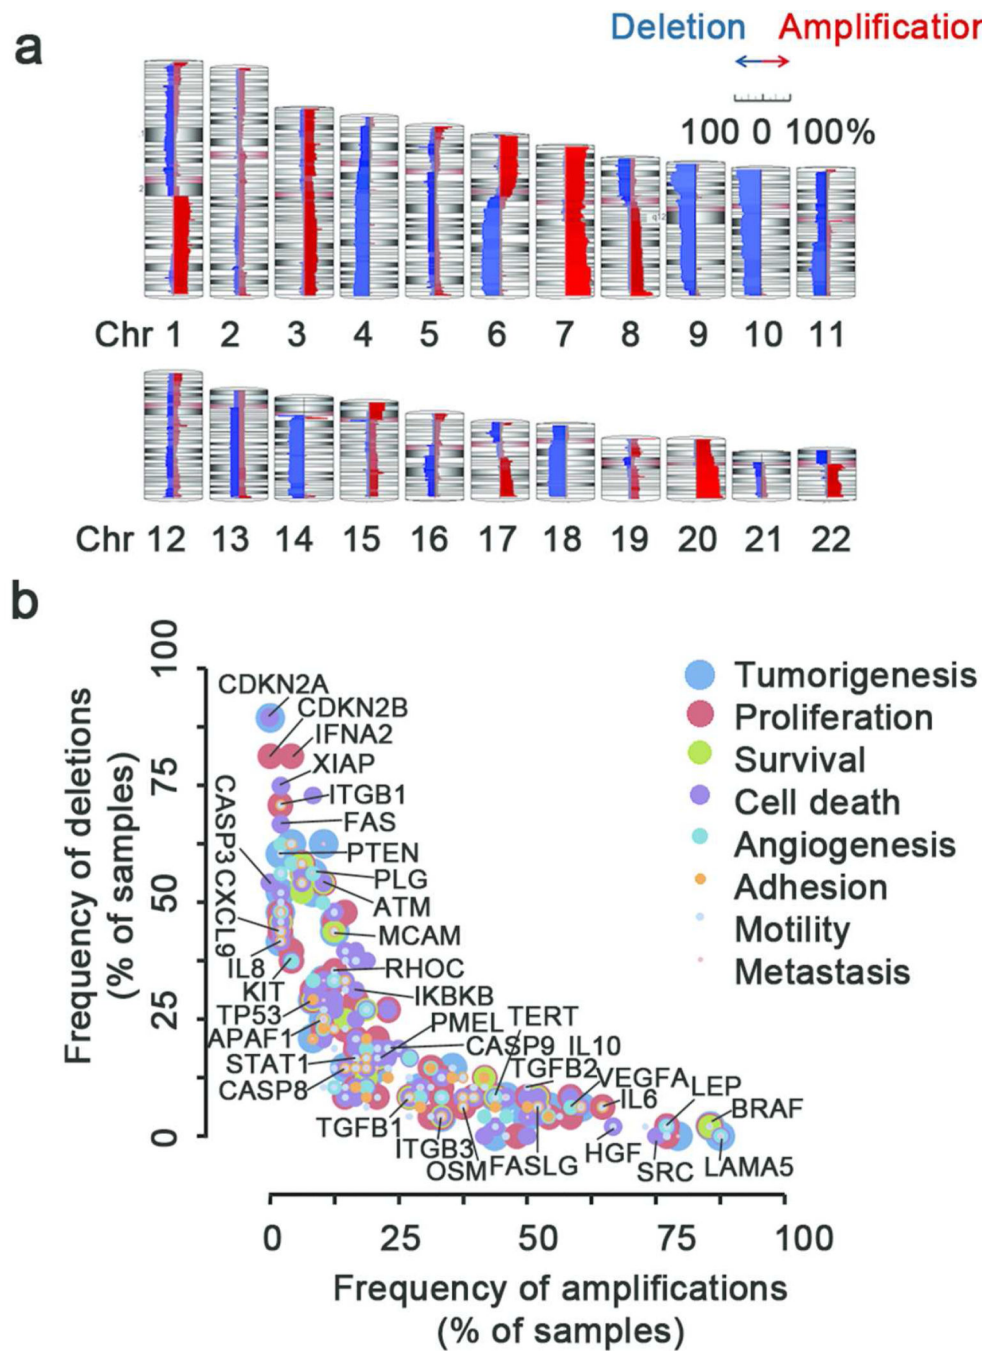 a
Deletion Amplification
100 0 100%
q12
Chr 1 2 3 4 5 6 7 8 9 10 11
Chr 12 13 14 15 16 17 18 19 20 21 22
b
Frequency of deletions
(% of samples)
100
75
50
25
0
CDKN2A
CDKN2B
IFNA2
XIAP
ITGB1
FAS
CASP3
CXCL9
PTEN
PLG
ATM
MCAM
IL8
KIT
RHOC
TP53
IKBKB
APAF1
PMEL
TERT
STAT1
CASP9
IL10
CASP8
TGFB2
VEGFA
LEP
TGFB1
IL6
BRAF
ITGB3
OSM
FASLG
HGF
SRC
LAMA5
Tumorigenesis
Proliferation
Survival
Cell death
Angiogenesis
Adhesion
Motility
Metastasis
0 25 50 75 100
Frequency of amplifications
(% of samples)